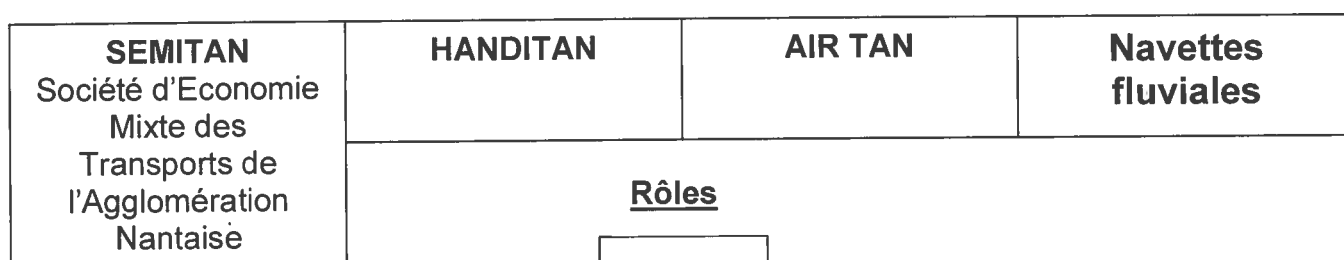 SEMITAN
Société d'Economie
Mixte des
Transports de
l'Agglomération
Nantaise
HANDITAN
AIR TAN
Navettes
fluviales
Rôles